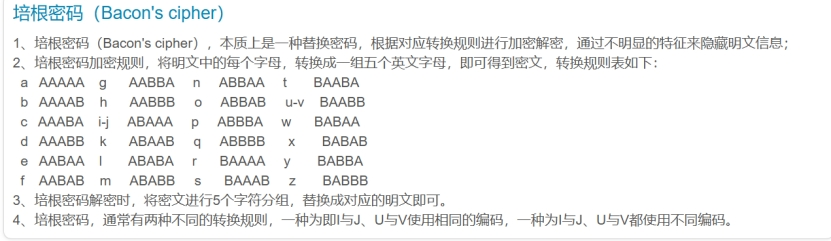 培根密码（Bacon's cipher）
1、培根密码（Bacon's cipher），本质上是一种替换密码，根据对应转换规则进行加密解密，通过不明显的特征来隐藏明文信息；
2、培根密码加密规则，将明文中的每个字母，转换成一组五个英文字母，即可得到密文，转换规则表如下：
a AAAAA g AABBA n ABBAA t BAABA
b AAAAB h AABBB o ABBAB u-v BAABB
c AAABA i-j ABAAA p ABBBA w BABAA
d AAABB k ABAAB q ABBBB x BABAB
e AABAA l ABABA r BAAAA y BABBA
f AABAB m ABABB s BAAAB z BABBB
3、培根密码解密时，将密文进行5个字符分组，替换成对应的明文即可。
4、培根密码，通常有两种不同的转换规则，一种为即I与J、U与V使用相同的编码，一种为I与J、U与V都使用不同编码。